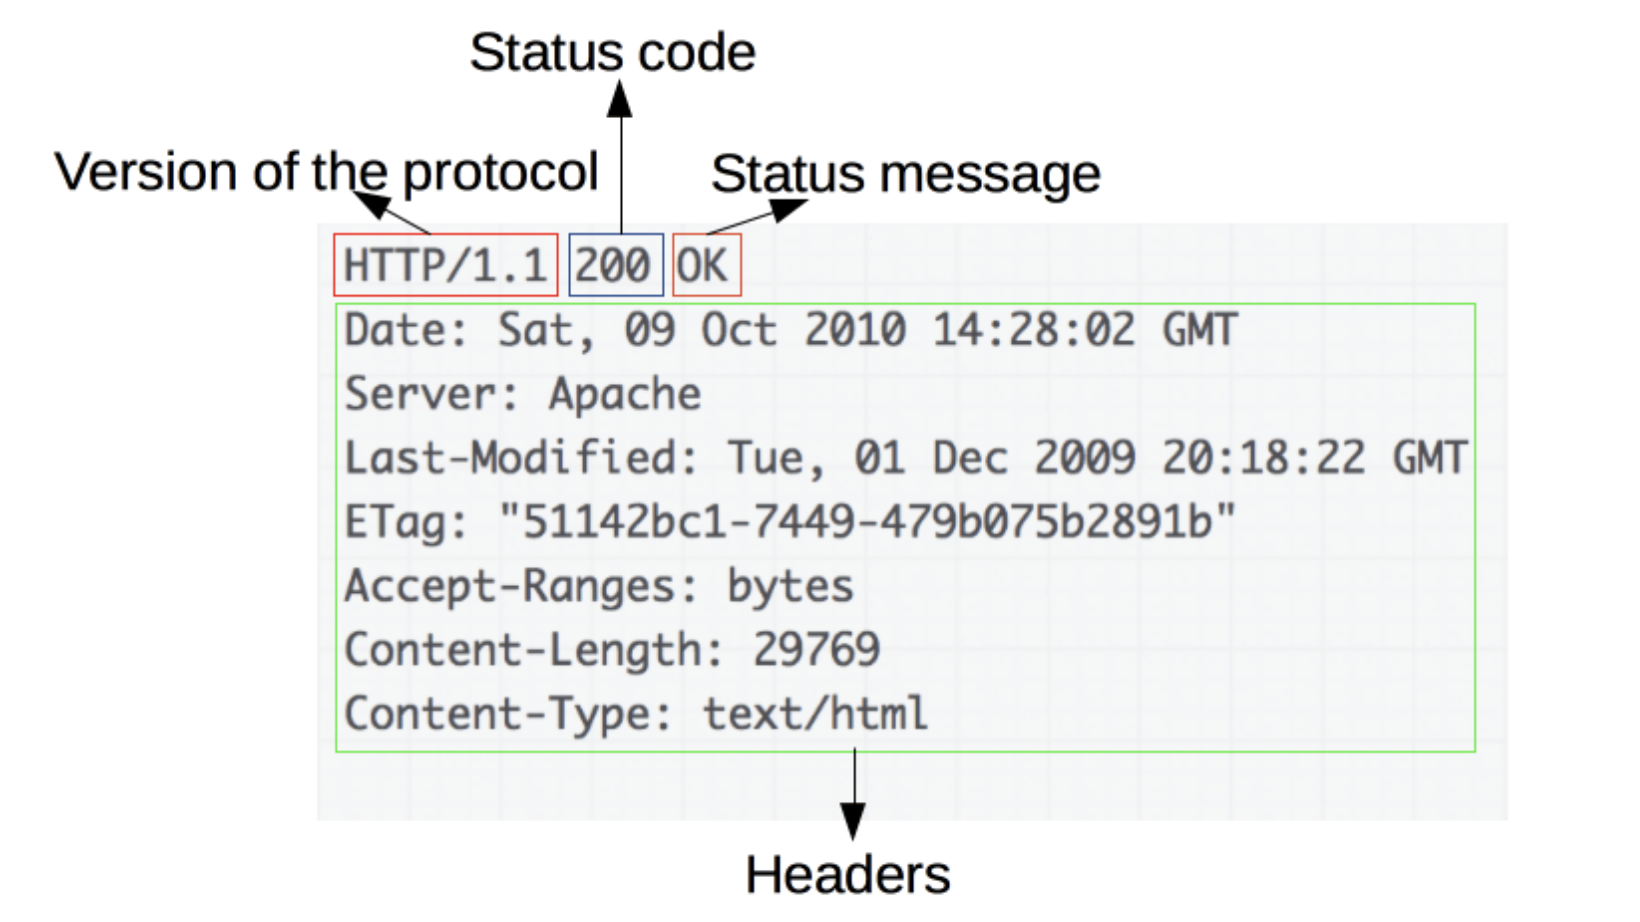 Status code
Version of the protocol
Status message
HTTP/1.1 200 OK
Date: Sat, 09 Oct 2010 14:28:02 GMT
Server: Apache
Last-Modified: Tue, 01 Dec 2009 20:18:22 GMT
ETag: "51142bc1-7449-479b075b2891b"
Accept-Ranges: bytes
Content-Length: 29769
Content-Type: text/html
Headers